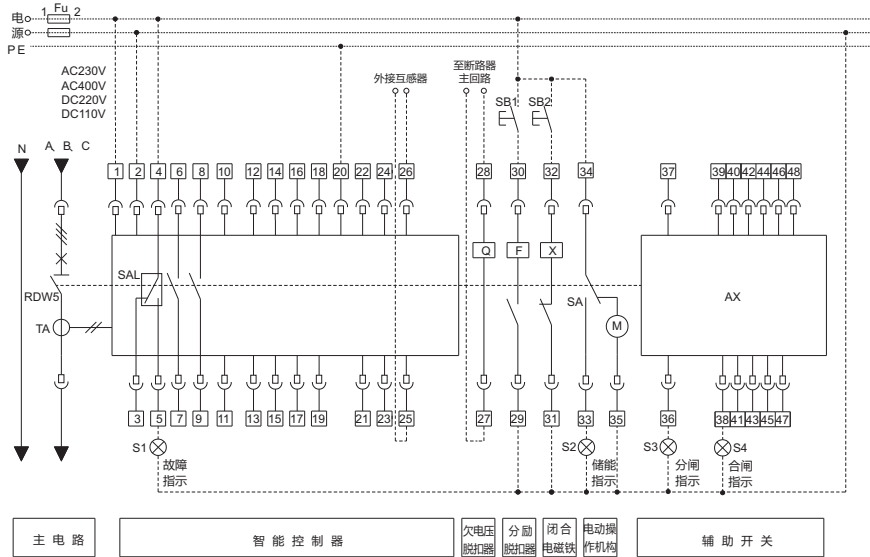 电 1 Fu 2
源
PE
AC230V
AC400V
DC220V
DC110V
外接互感器
至断路器
主回路
SB1 SB2
N A、B、C
1 2 4 6 8 10 12 14 16 18 20 22 24 26 28 30 32 34 37 39 40 42 44 46 48
Q F X
SAL
RDW5
SA
AX
TA
M
3 5 7 9 11 13 15 17 19 21 23 25 27 29 31 33 35 36 38 41 43 45 47
S1
故障
指示
S2
储能
指示
S3
分闸
指示
S4
合闸
指示
主电路
智能控制器
欠电压
脱扣器
分励
脱扣器
闭合
电磁铁
电动操
作机构
辅助开关